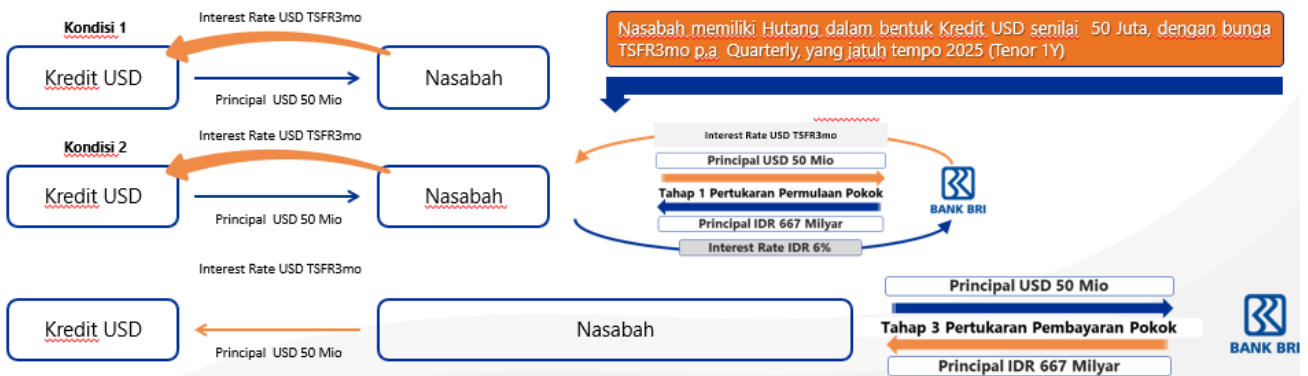 Kondisi 1
Interest Rate USD TSFR3mo
Kredit USD
Nasabah
Principal USD 50 Mio
Nasabah memiliki Hutang dalam bentuk Kredit USD senilai 50 Juta, dengan bunga
TSFR3mo p.a Quarterly, yang jatuh tempo 2025 (Tenor 1Y)
Kondisi 2
Interest Rate USD TSFR3mo
Kredit USD
Nasabah
Principal USD 50 Mio
Interest Rate USD TSFR3mo
Principal USD 50 Mio
Tahap 1 Pertukaran Permulaan Pokok
Principal IDR 667 Milyar
Interest Rate IDR 6%
BANK BRI
Interest Rate USD TSFR3mo
Kredit USD
Principal USD 50 Mio
Nasabah
Principal USD 50 Mio
Tahap 3 Pertukaran Pembayaran Pokok
Principal IDR 667 Milyar
BANK BRI